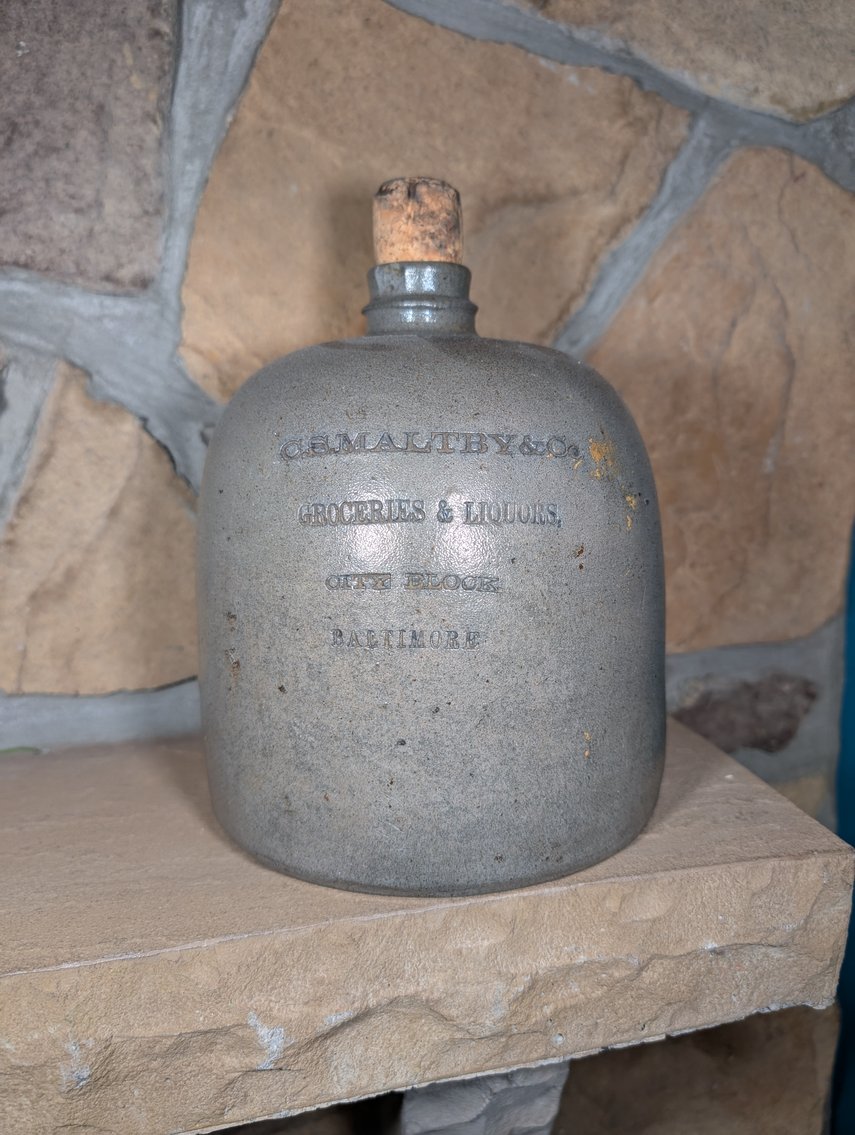 C.S.MALTBY&Co.
GROCERIES & LIQUORS,
CITY BLOCK
BALTIMORE